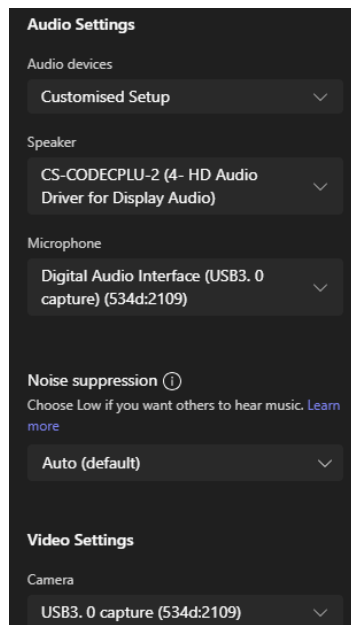 Audio Settings
Audio devices
Customised Setup
Speaker
CS-CODECPLU-2 (4- HD Audio
Driver for Display Audio)
Microphone
Digital Audio Interface (USB3. 0
capture) (534d:2109)
Noise suppression
Choose Low if you want others to hear music. Learn
more
Auto (default)
Video Settings
Camera
USB3. 0 capture (534d:2109)